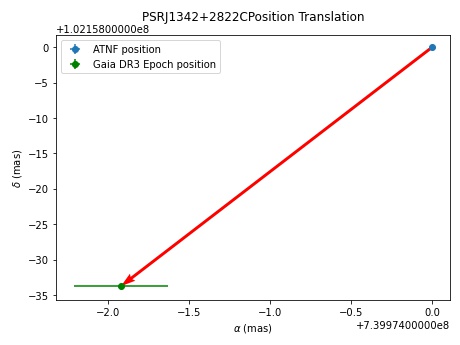 PSRJ1342+2822CPosition Translation
+1.0215800000e8
ATNF position
Gaia DR3 Epoch position
0
−5
−10
−15
−20
−25
−30
−35
δ (mas)
−2.0 −1.5 −1.0 −0.5 0.0
α (mas)
+7.3997400000e8